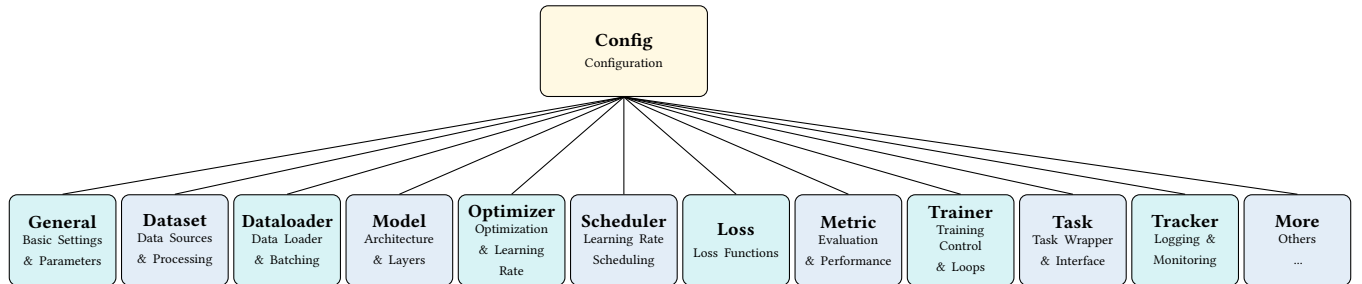 Config
Configuration
General
Basic Settings
& Parameters
Dataset
Data Sources
& Processing
Dataloader
Data Loader
& Batching
Model
Architecture
& Layers
Optimizer
Optimization
& Learning
Rate
Scheduler
Learning Rate
Scheduling
Loss
Loss Functions
Metric
Evaluation
& Performance
Trainer
Training
Control
& Loops
Task
Task Wrapper
& Interface
Tracker
Logging &
Monitoring
More
Others
...